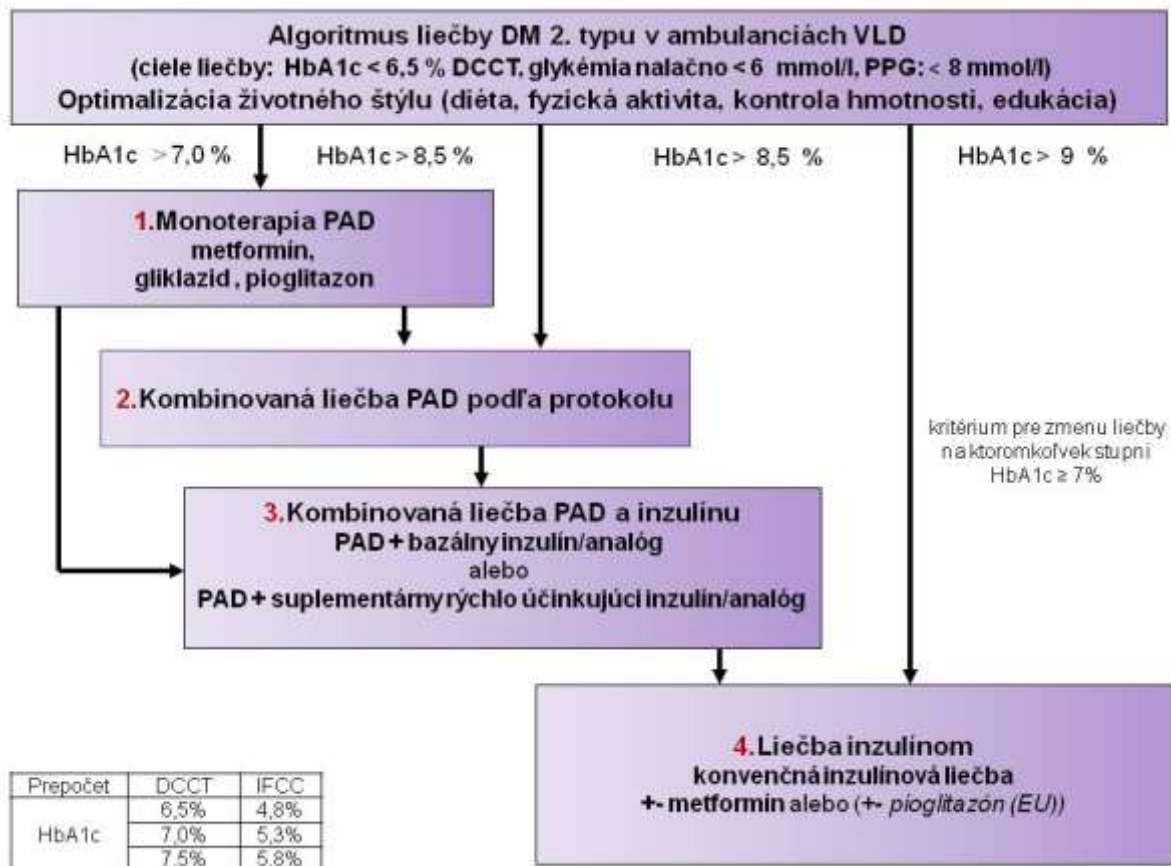 Algoritmus liečby DM 2. typu v ambulanciách VLD
(ciele liečby: HbA1c < 6,5 % DCCT, glykémia nalačno < 6 mmol/l, PPG: < 8 mmol/l)
Optimalizácia životného štýlu (diéta, fyzická aktivita, kontrola hmotnosti, edukácia)
HbA1c > 7,0 %
HbA1c > 8,5 %
HbA1c > 8,5 %
HbA1c > 9 %
1.Monoterapia PAD
metformín,
gliklazid , pioglitazon
2.Kombinovaná liečba PAD podľa protokolu
kritérium pre zmenu liečby
na ktoromkoľvek stupni
HbA1c ≥ 7%
3.Kombinovaná liečba PAD a inzulínu
PAD + bazálny inzulín/analóg
alebo
PAD + suplementárny rýchlo účinkujúci inzulín/analóg
4.Liečba inzulínom
konvenčná inzulínová liečba
+- metformin alebo (+- pioglitazón (EU))
Prepočet DCCT IFCC
HbA1c
6,5% 4,8%
7,0% 5,3%
7,5% 5,8%